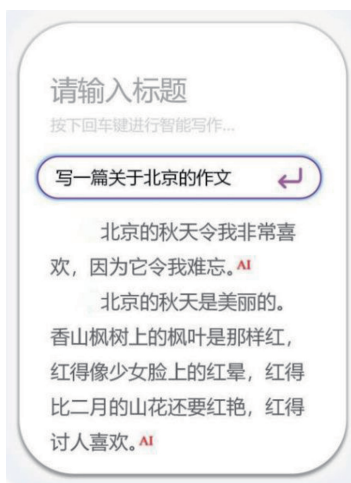 请输入标题
按下回车键进行智能写作...
写一篇关于北京的作文
北京的秋天令我非常喜
欢，因为它令我难忘。AI
北京的秋天是美丽的。
香山枫树上的枫叶是那样红，
红得像少女脸上的红晕，红得
比二月的山花还要红艳，红得
讨人喜欢。AI